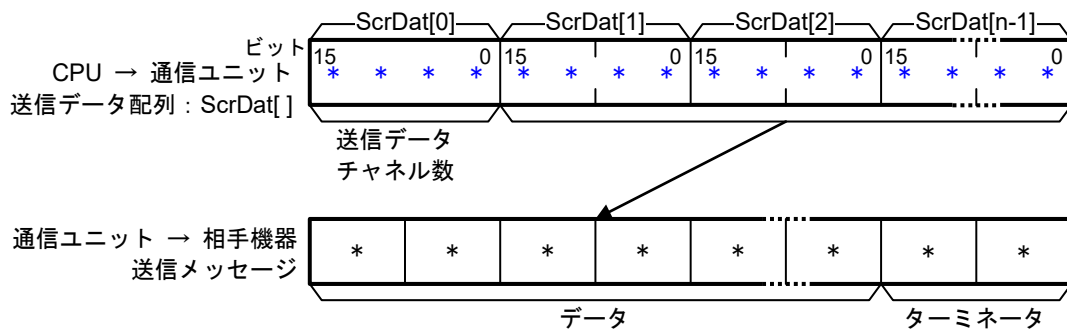 ScrDat[0] ScrDat[1] ScrDat[2] ScrDat[n-1]
ビット 15 0 15 0 15 0 15 0
CPU → 通信ユニット * * * * * * * * * * * * * * * *
送信データ配列：ScrDat[ ]
送信データ
チャネル数
通信ユニット → 相手機器 * * * * * * * *
送信メッセージ
データ ターミネータ